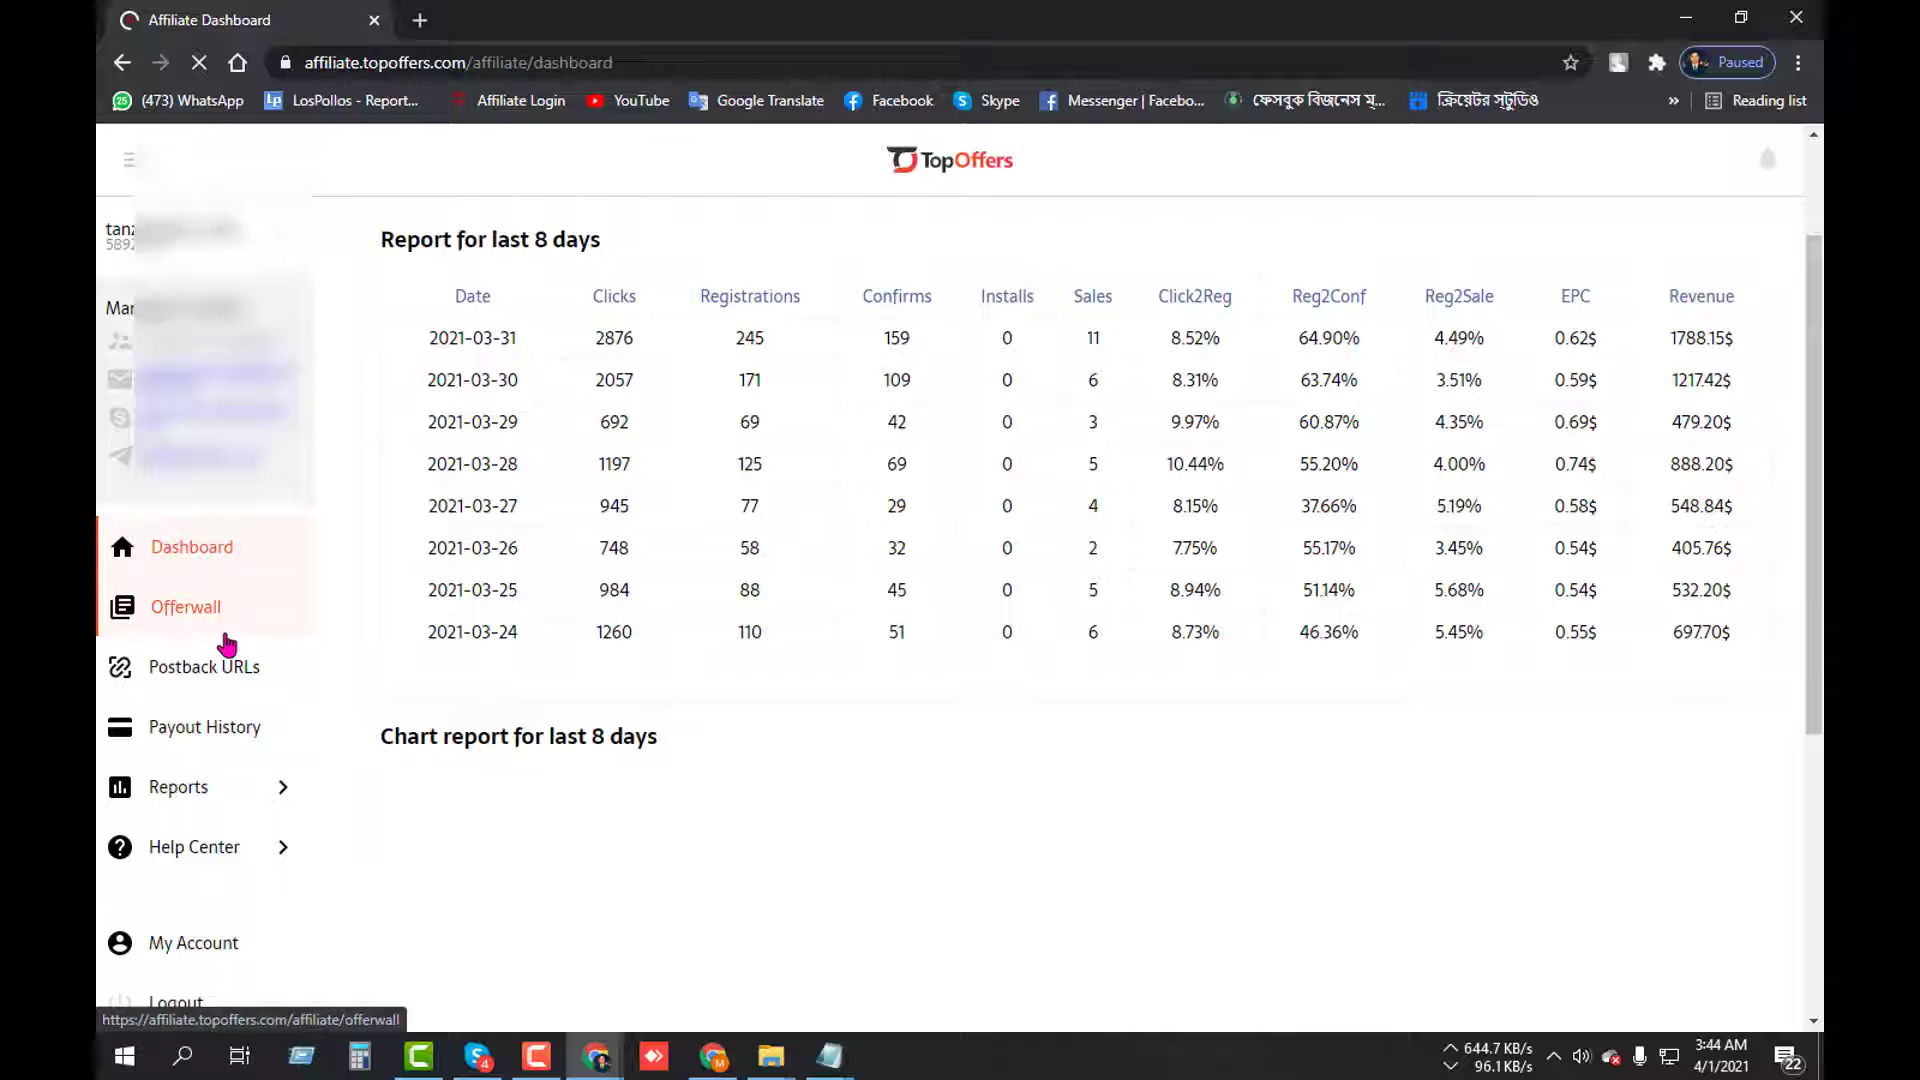 Affiliate Dashboard
affiliate.topoffers.com/affiliate/dashboard
Paused
25
(473) WhatsApp
Lp
LosPollos - Report...
Affiliate Login
YouTube
Google Translate
Facebook
Skype
Messenger | Facebo...
ফেসবুক বিজনেস ম্...
ক্রিয়েটর স্টুডিও
»
Reading list
TopOffers
Report for last 8 days
Date Clicks Registrations Confirms Installs Sales Click2Reg Reg2Conf Reg2Sale EPC Revenue
2021-03-31 2876 245 159 0 11 8.52% 64.90% 4.49% 0.62$ 1788.15$
2021-03-30 2057 171 109 0 6 8.31% 63.74% 3.51% 0.59$ 1217.42$
2021-03-29 692 69 42 0 3 9.97% 60.87% 4.35% 0.69$ 479.20$
2021-03-28 1197 125 69 0 5 10.44% 55.20% 4.00% 0.74$ 888.20$
2021-03-27 945 77 29 0 4 8.15% 37.66% 5.19% 0.58$ 548.84$
2021-03-26 748 58 32 0 2 7.75% 55.17% 3.45% 0.54$ 405.76$
2021-03-25 984 88 45 0 5 8.94% 51.14% 5.68% 0.54$ 532.20$
2021-03-24 1260 110 51 0 6 8.73% 46.36% 5.45% 0.55$ 697.70$
Chart report for last 8 days
Dashboard
Offerwall
Postback URLs
Payout History
Reports
Help Center
My Account
Logout
https://affiliate.topoffers.com/affiliate/offerwall
644.7 KB/s
96.1 KB/s
3:44 AM
4/1/2021
22